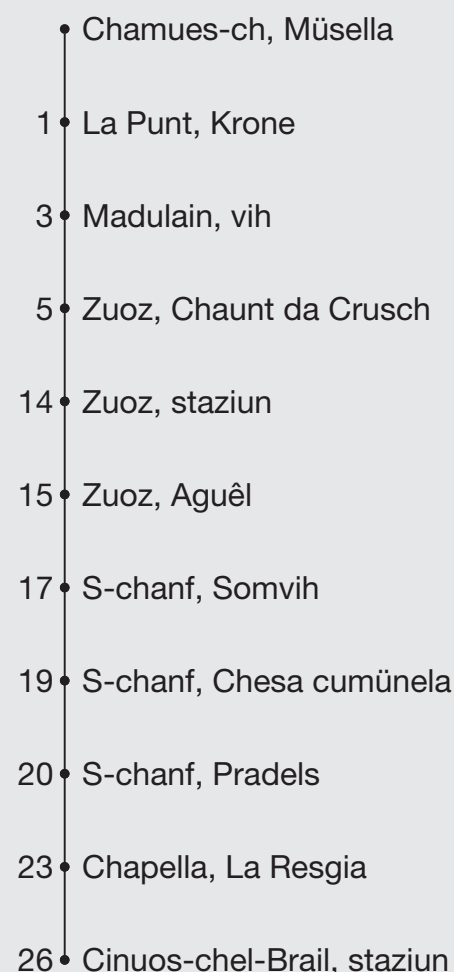 Chamues-ch, Müsella
1 La Punt, Krone
3 Madulain, vih
5 Zuoz, Chaunt da Crusch
14 Zuoz, staziun
15 Zuoz, Aguêl
17 S-chanf, Somvih
19 S-chanf, Chesa cumünela
20 S-chanf, Pradels
23 Chapella, La Resgia
26 Cinuos-chel-Brail, staziun